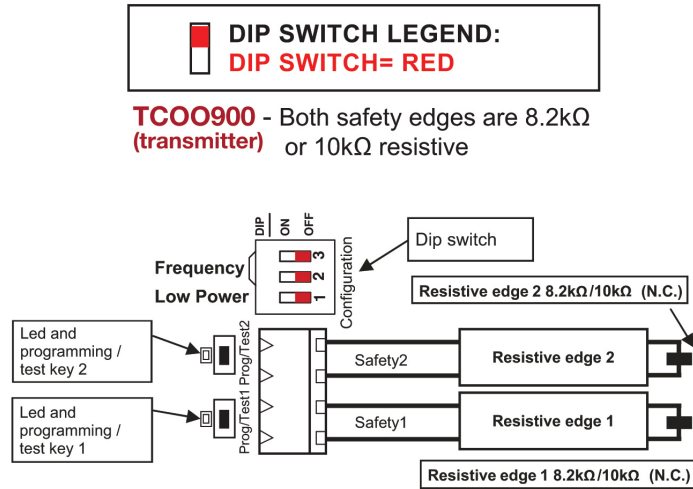 DIP SWITCH LEGEND:
DIP SWITCH= RED
TCOO900 - Both safety edges are 8.2kΩ
(transmitter) or 10kΩ resistive
DIP
ON
OFF
3
2
1
Configuration
Dip switch
Frequency
Low Power
Resistive edge 2 8.2kΩ/10kΩ (N.C.)
Led and
programming /
test key 2
Prog/Test2
Safety2
Resistive edge 2
Led and
programming /
test key 1
Prog/Test1
Safety1
Resistive edge 1
Resistive edge 1 8.2kΩ/10kΩ (N.C.)